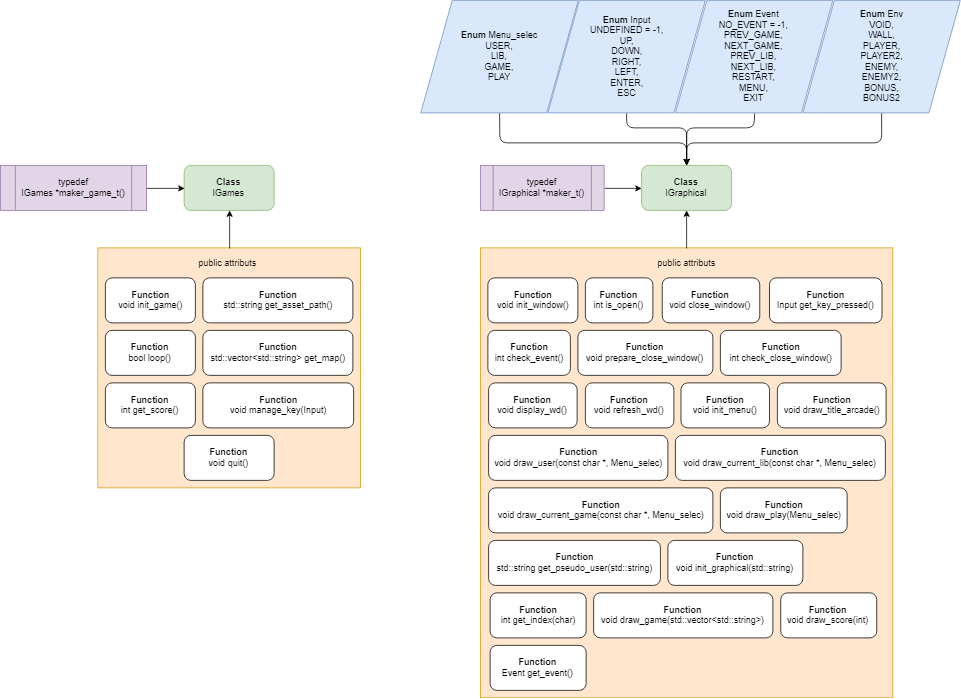 Enum Menu_selec
USER,
LIB,
GAME,
PLAY
Enum Input
UNDEFINED = -1,
UP,
DOWN,
RIGHT,
LEFT,
ENTER,
ESC
Enum Event
NO_EVENT = -1,
PREV_GAME,
NEXT_GAME,
PREV_LIB,
NEXT_LIB,
RESTART,
MENU,
EXIT
Enum Env
VOID,
WALL,
PLAYER,
PLAYER2,
ENEMY,
ENEMY2,
BONUS,
BONUS2
typedef
IGames *maker_game_t()
Class
IGames
public attributs
Function
void init_game()
Function
std::string get_asset_path()
Function
bool loop()
Function
std::vector<std::string> get_map()
Function
int get_score()
Function
void manage_key(Input)
Function
void quit()
typedef
IGraphical *maker_t()
Class
IGraphical
public attributs
Function
void init_window()
Function
int is_open()
Function
void close_window()
Function
Input get_key_pressed()
Function
int check_event()
Function
void prepare_close_window()
Function
int check_close_window()
Function
void display_wd()
Function
void refresh_wd()
Function
void init_menu()
Function
void draw_title_arcade()
Function
void draw_user(const char *, Menu_selec)
Function
void draw_current_lib(const char *, Menu_selec)
Function
void draw_current_game(const char *, Menu_selec)
Function
void draw_play(Menu_selec)
Function
std::string get_pseudo_user(std::string)
Function
void init_graphical(std::string)
Function
int get_index(char)
Function
void draw_game(std::vector<std::string>)
Function
void draw_score(int)
Function
Event get_event()